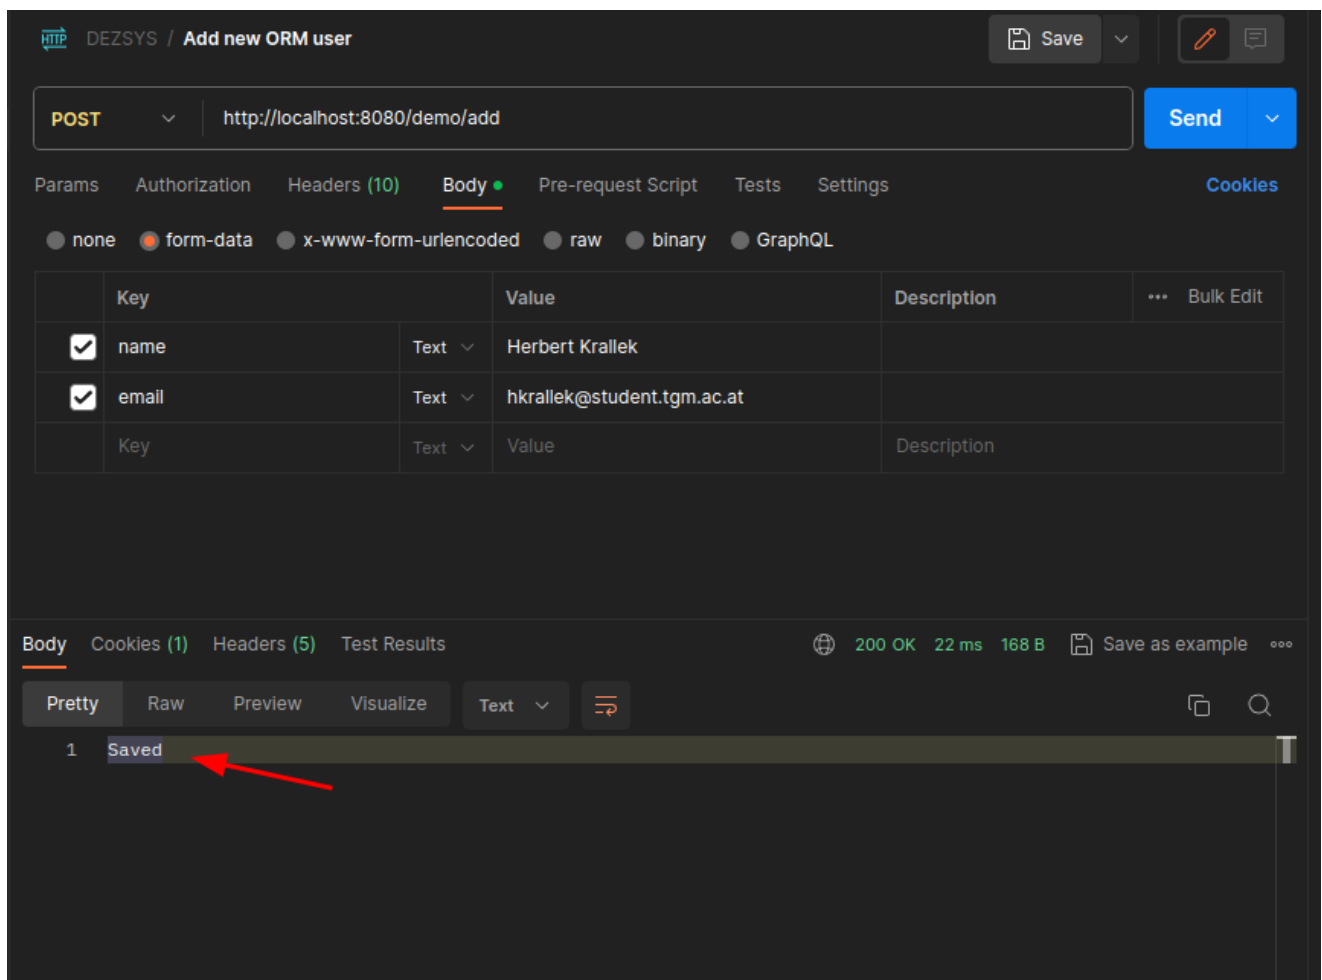 HTTP DEZSYS / Add new ORM user Save
POST http://localhost:8080/demo/add Send
Params Authorization Headers (10) Body Pre-request Script Tests Settings Cookies
none form-data x-www-form-urlencoded raw binary GraphQL
Key Value Description Bulk Edit
name Text Herbert Krallek
email Text hkrallek@student.tgm.ac.at
Key Text Value Description
Body Cookies (1) Headers (5) Test Results 200 OK 22 ms 168 B Save as example
Pretty Raw Preview Visualize Text
1 Saved